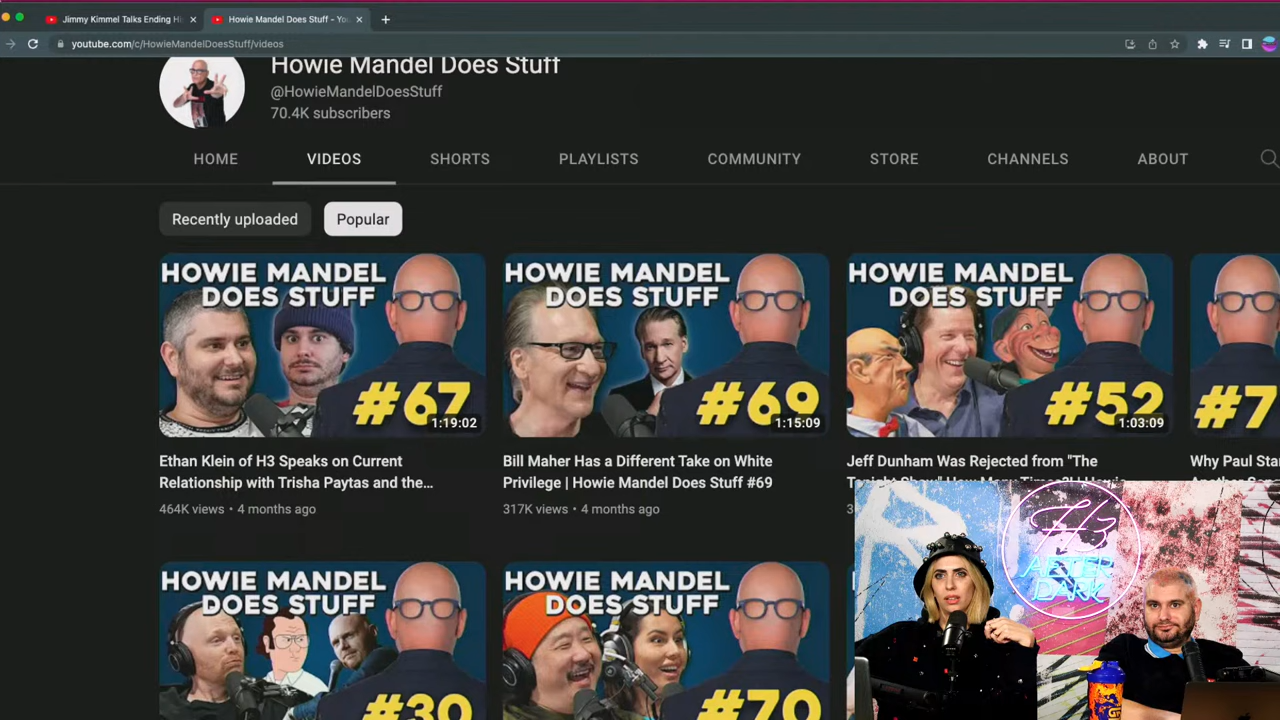 Jimmy Kimmel Talks Ending Hi
Howie Mandel Does Stuff - You
youtube.com/c/HowieMandelDoesStuff/videos
Howie Mandel Does Stuff
@HowieMandelDoesStuff
70.4K subscribers
HOME
VIDEOS
SHORTS
PLAYLISTS
COMMUNITY
STORE
CHANNELS
ABOUT
Recently uploaded
Popular
HOWIE MANDEL
DOES STUFF
#67
1:19:02
HOWIE MANDEL
DOES STUFF
#69
1:15:09
HOWIE MANDEL
DOES STUFF
#52
1:03:09
#7
Ethan Klein of H3 Speaks on Current
Relationship with Trisha Paytas and the…
464K views • 4 months ago
Bill Maher Has a Different Take on White
Privilege | Howie Mandel Does Stuff #69
317K views • 4 months ago
Jeff Dunham Was Rejected from "The
Why Paul Sta
HOWIE MANDEL
DOES STUFF
#30
HOWIE MANDEL
DOES STUFF
#70
H3
AFTER
DARK